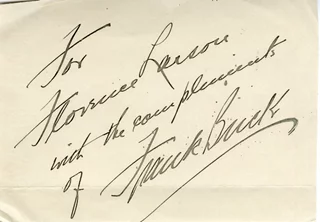 For
Florence Larson
with the compliments
of Frank Buck